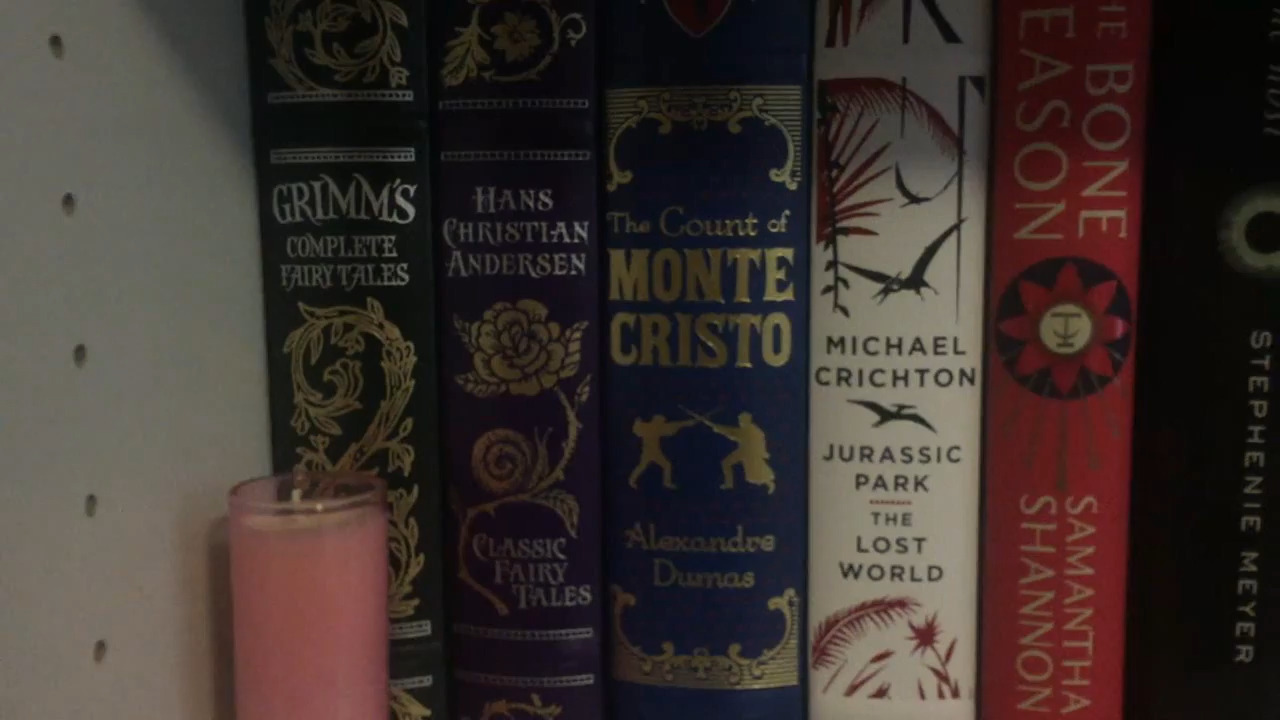 GRIMM'S
COMPLETE
FAIRY TALES
HANS
CHRISTIAN
ANDERSEN
CLASSIC
FAIRY
TALES
The Count of
MONTE
CRISTO
Alexandre
Dumas
MICHAEL
CRICHTON
JURASSIC
PARK
THE
LOST
WORLD
BONE
EASON
SAMANTHA
SHANNON
STEPHENIE MEYER